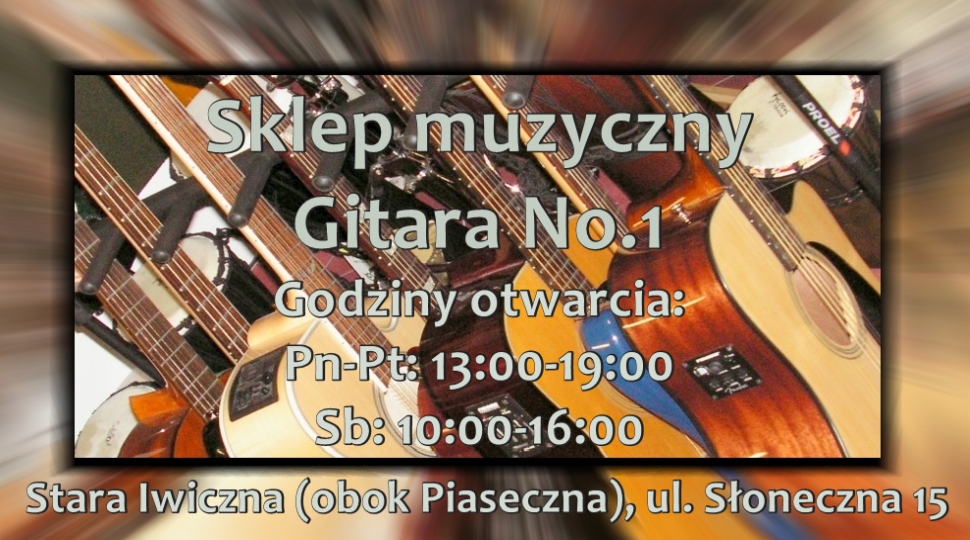 Sklep muzyczny
Gitara No.1
Godziny otwarcia:
Pn-Pt: 13:00-19:00
Sb: 10:00-16:00
Stara Iwiczna (obok Piaseczna), ul. Słoneczna 15
PROEL